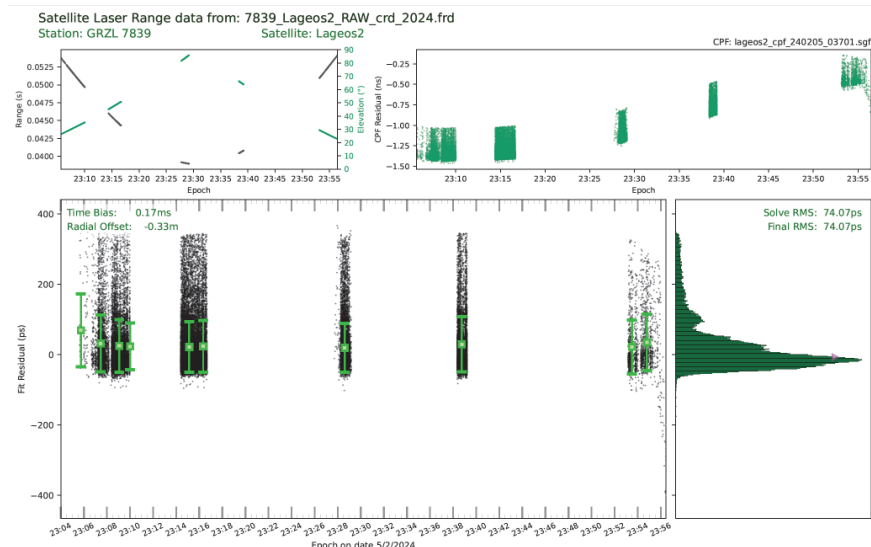 Satellite Laser Range data from: 7839_Lageos2_RAW_crd_2024.frd
Station: GRZL 7839 Satellite: Lageos2
CPF: lageos2_cpf_240205_03701.sgf
0.0525
0.0500
0.0475
0.0450
0.0425
0.0400
Range (s)
90
80
70
60
50
40
30
20
10
0
Elevation (°)
23:10 23:15 23:20 23:25 23:30 23:35 23:40 23:45 23:50 23:55
Epoch
−0.25
−0.50
−0.75
−1.00
−1.25
−1.50
CPF Residual (ns)
23:10 23:15 23:20 23:25 23:30 23:35 23:40 23:45 23:50 23:55
Epoch
Time Bias: 0.17ms
Radial Offset: -0.33m
400
200
0
−200
−400
Fit Residual (ps)
Solve RMS: 74.07ps
Final RMS: 74.07ps
23:04 23:06 23:08 23:10 23:12 23:14 23:16 23:18 23:20 23:22 23:24 23:26 23:28 23:30 23:32 23:34 23:36 23:38 23:40 23:42 23:44 23:46 23:48 23:50 23:52 23:54 23:56
Epoch on date 5/2/2024